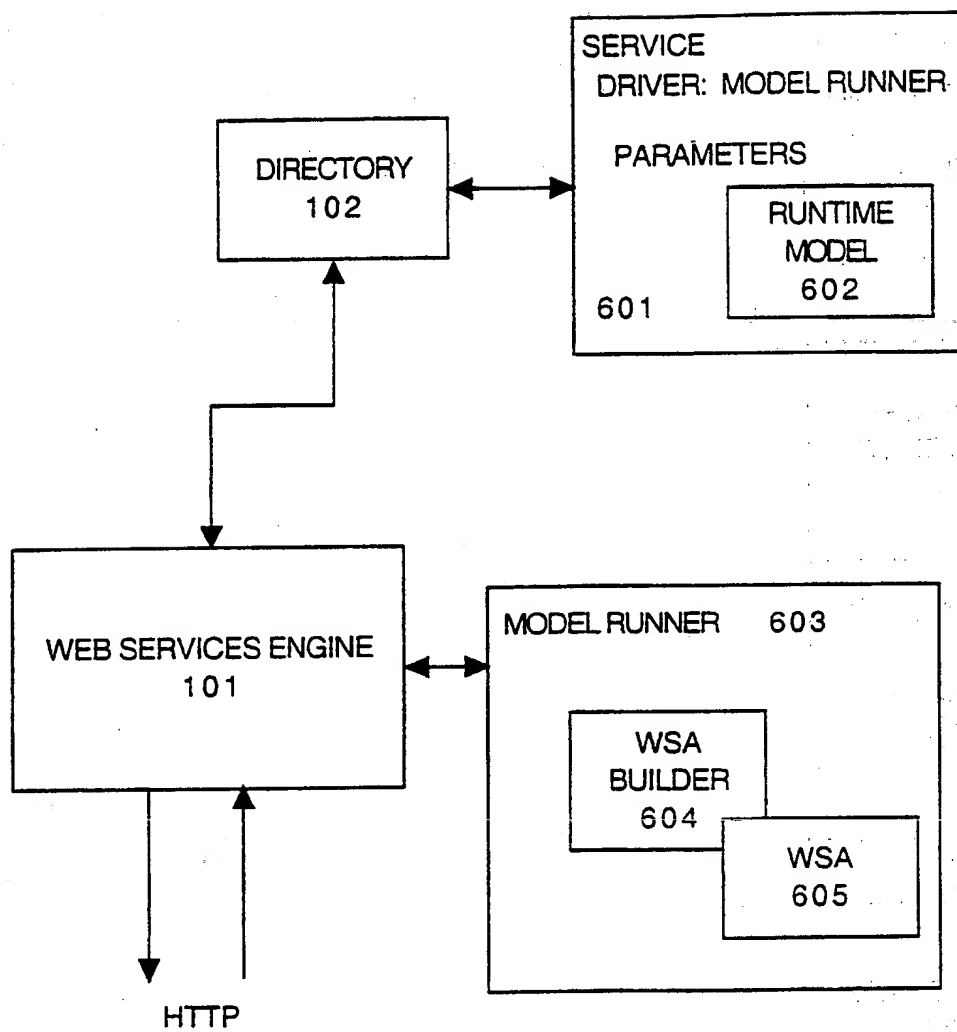 SERVICE
DRIVER: MODEL RUNNER
PARAMETERS
RUNTIME
MODEL
602
601
DIRECTORY
102
WEB SERVICES ENGINE
101
MODEL RUNNER 603
WSA
BUILDER
604
WSA
605
HTTP